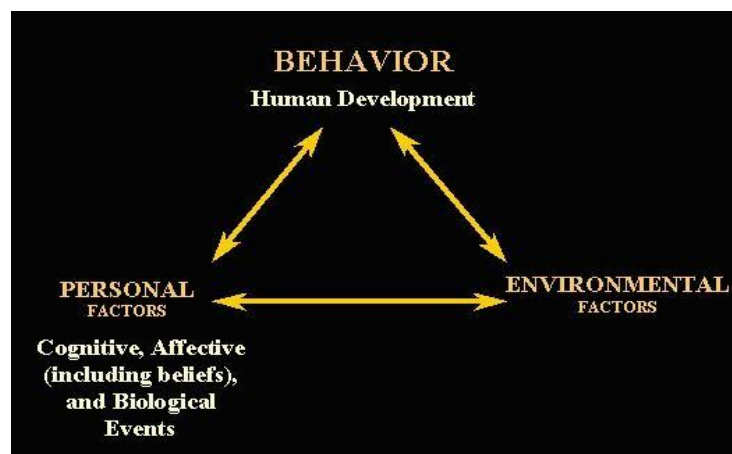 BEHAVIOR
Human Development
PERSONAL
FACTORS
Cognitive, Affective
(including beliefs),
and Biological
Events
ENVIRONMENTAL
FACTORS